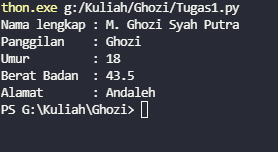 thon.exe g:/Kuliah/Ghozi/Tugas1.py
Nama lengkap : M. Ghozi Syah Putra
Panggilan    : Ghozi
Umur         : 18
Berat Badan  : 43.5
Alamat       : Andaleh
PS G:\Kuliah\Ghozi>